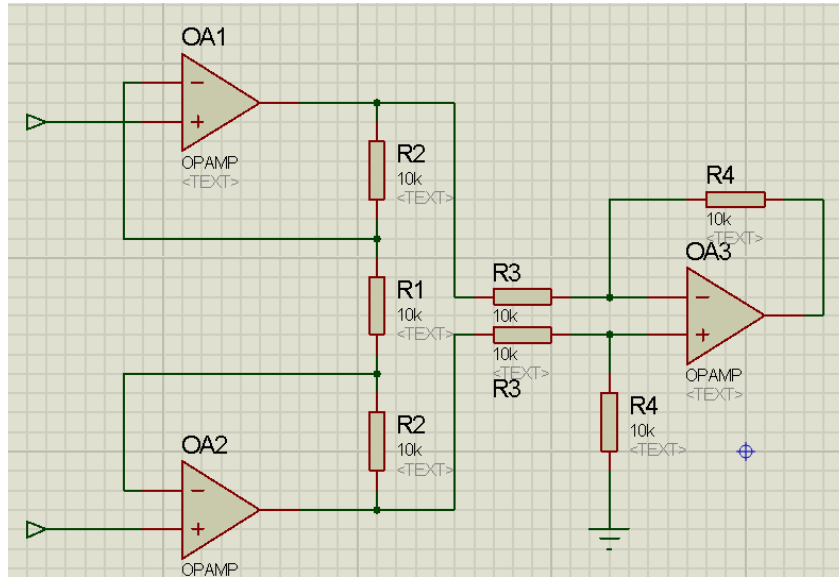 OA1
OPAMP
<TEXT>
R2
10k
<TEXT>
R4
10k
<TEXT>
OA3
R3
10k
R1
10k
<TEXT>
10k
<TEXT>
R3
OPAMP
<TEXT>
R2
10k
<TEXT>
R4
10k
<TEXT>
OA2
OPAMP